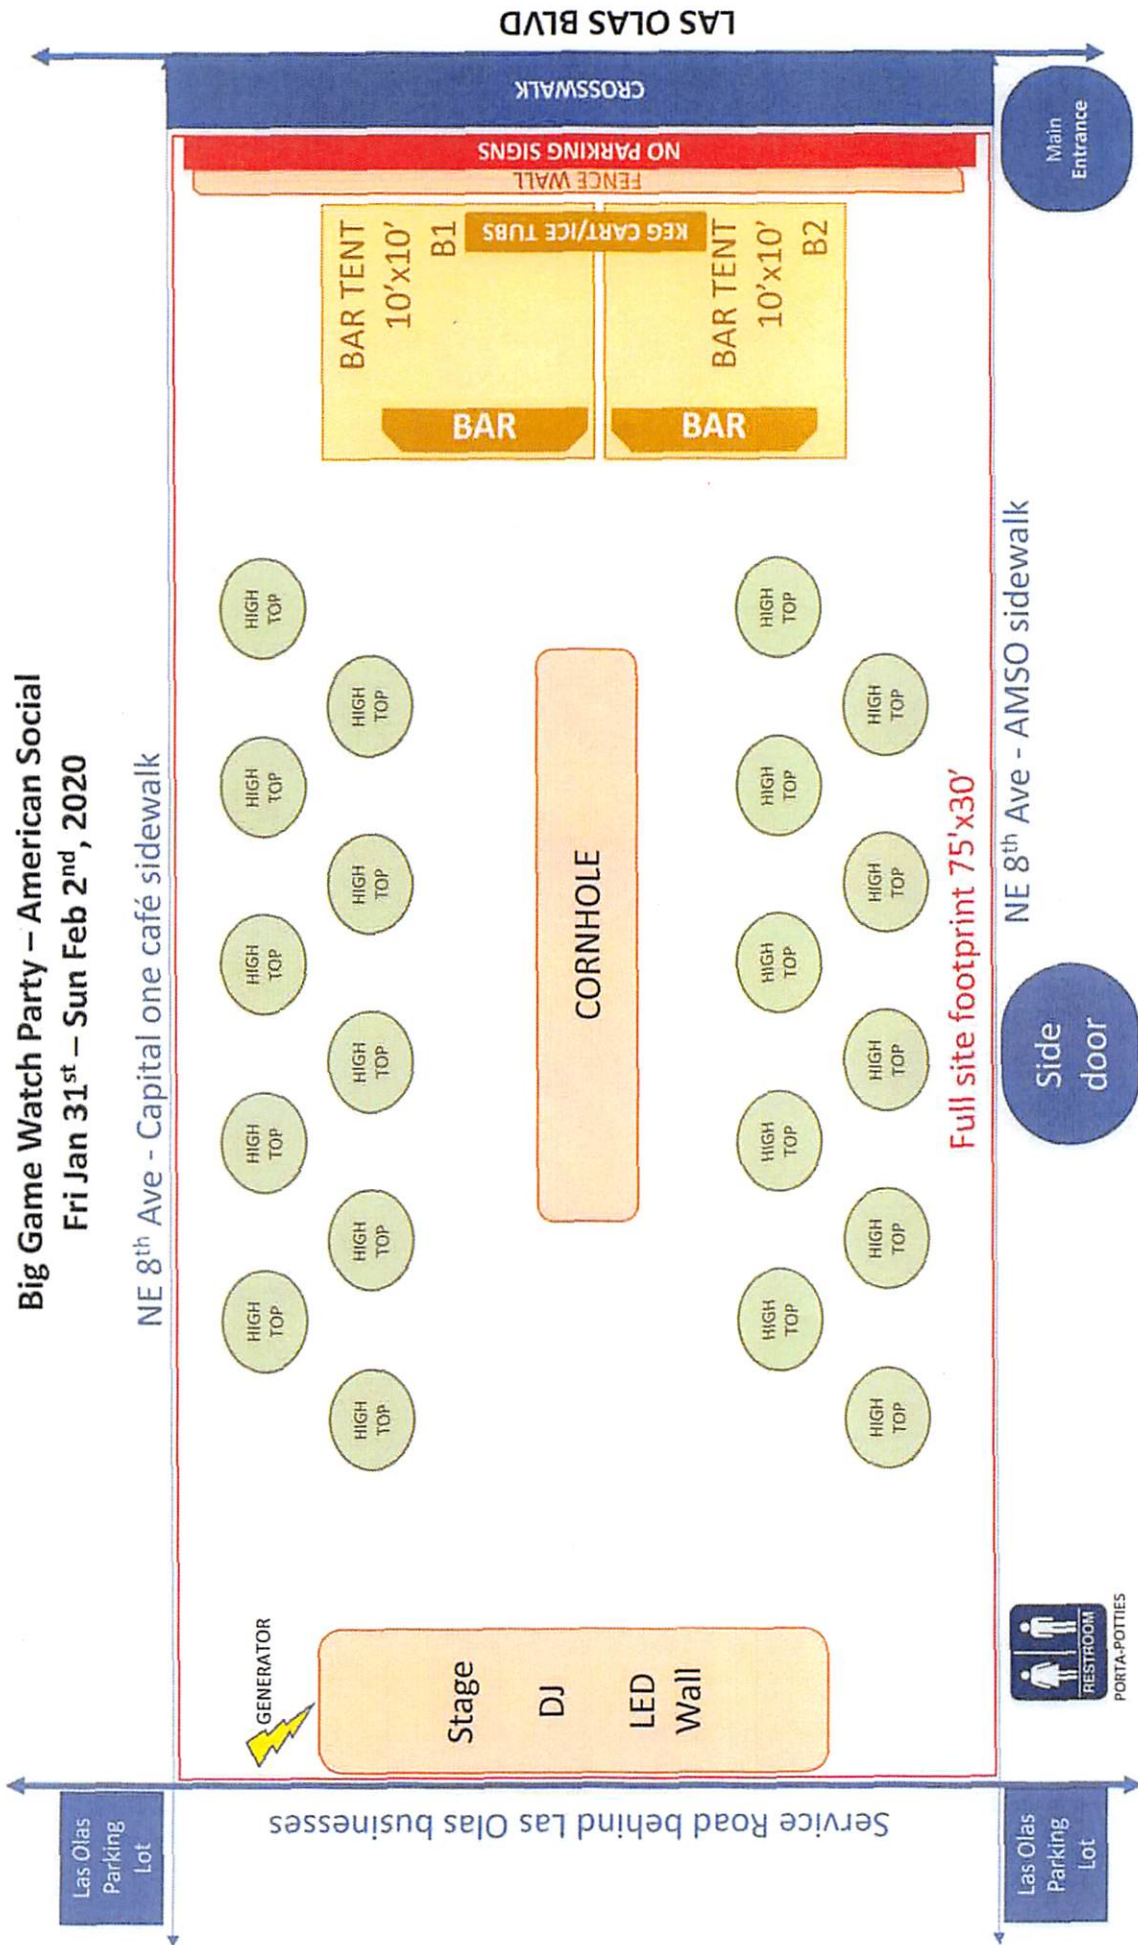 Big Game Watch Party – American Social
Fri Jan 31st – Sun Feb 2nd, 2020
NE 8th Ave - Capital one café sidewalk
Las Olas
Parking
Lot
Service Road behind Las Olas businesses
Las Olas
Parking
Lot
GENERATOR
Stage
DJ
LED
Wall
HIGH
TOP
HIGH
TOP
HIGH
TOP
HIGH
TOP
HIGH
TOP
HIGH
TOP
HIGH
TOP
HIGH
TOP
HIGH
TOP
HIGH
TOP
CORNHOLE
HIGH
TOP
HIGH
TOP
HIGH
TOP
HIGH
TOP
HIGH
TOP
HIGH
TOP
HIGH
TOP
HIGH
TOP
HIGH
TOP
HIGH
TOP
BAR TENT
10'x10'
B1
BAR
KEG CART/ICE TUBS
BAR TENT
10'x10'
B2
BAR
FENCE WALL
NO PARKING SIGNS
CROSSWALK
LAS OLAS BLVD
Full site footprint 75'x30'
NE 8th Ave - AMSO sidewalk
RESTROOM
PORTA-POTTIES
Side
door
Main
Entrance